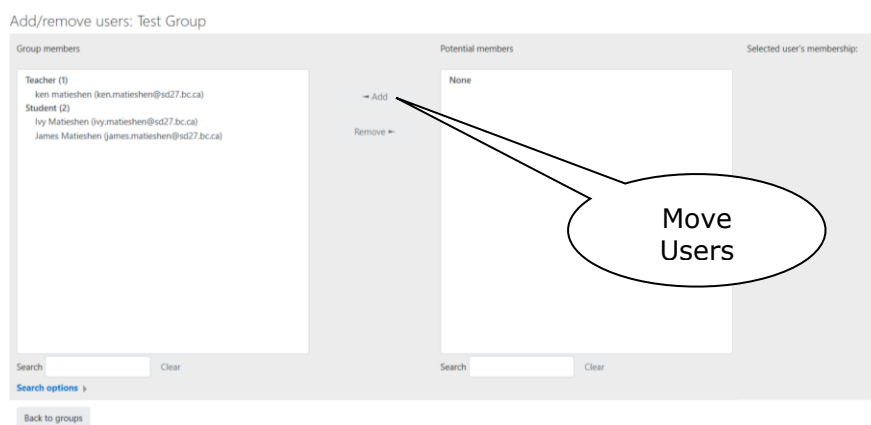 Add/remove users: Test Group
Group members
Potential members
Selected user's membership:
Teacher (1)
ken matieshen (ken.matieshen@sd27.bc.ca)
Student (2)
Ivy Matieshen (ivy.matieshen@sd27.bc.ca)
James Matieshen (james.matieshen@sd27.bc.ca)
Add
Remove
None
Move
Users
Search
Clear
Search
Clear
Search options
Back to groups